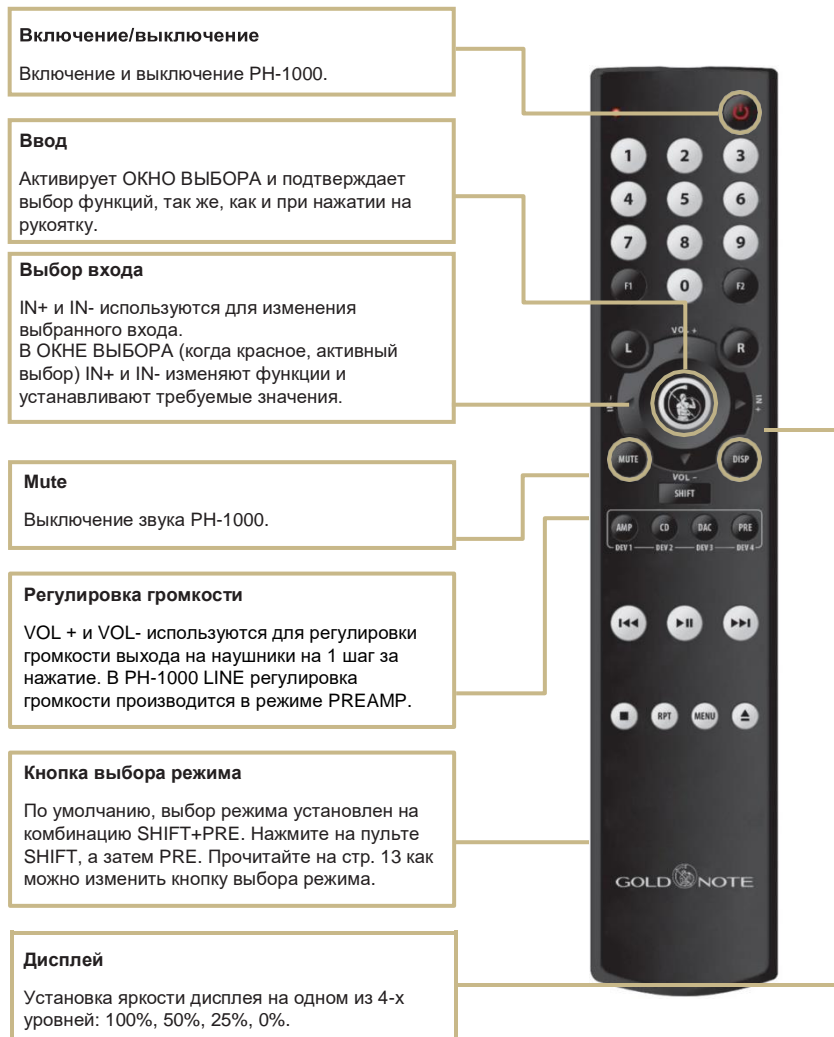 Включение/выключение
Включение и выключение PH-1000.
Ввод
Активирует ОКНО ВЫБОРА и подтверждает
выбор функций, так же, как и при нажатии на
рукоятку.
Выбор входа
IN+ и IN- используются для изменения
выбранного входа.
В ОКНЕ ВЫБОРА (когда красное, активный
выбор) IN+ и IN- изменяют функции и
устанавливают требуемые значения.
Mute
Выключение звука PH-1000.
Регулировка громкости
VOL + и VOL- используются для регулировки
громкости выхода на наушники на 1 шаг за
нажатие. В PH-1000 LINE регулировка
громкости производится в режиме PREAMP.
Кнопка выбора режима
По умолчанию, выбор режима установлен на
комбинацию SHIFT+PRE. Нажмите на пульте
SHIFT, а затем PRE. Прочитайте на стр. 13 как
можно изменить кнопку выбора режима.
Дисплей
Установка яркости дисплея на одном из 4-х
уровней: 100%, 50%, 25%, 0%.
1 2 3
4 5 6
7 8 9
F1 0 F2
VOL +
L R
IN - IN +
MUTE DISP
VOL -
SHIFT
AMP CD DAC PRE
DEV 1 DEV 2 DEV 3 DEV 4
RPT MENU
GOLD NOTE